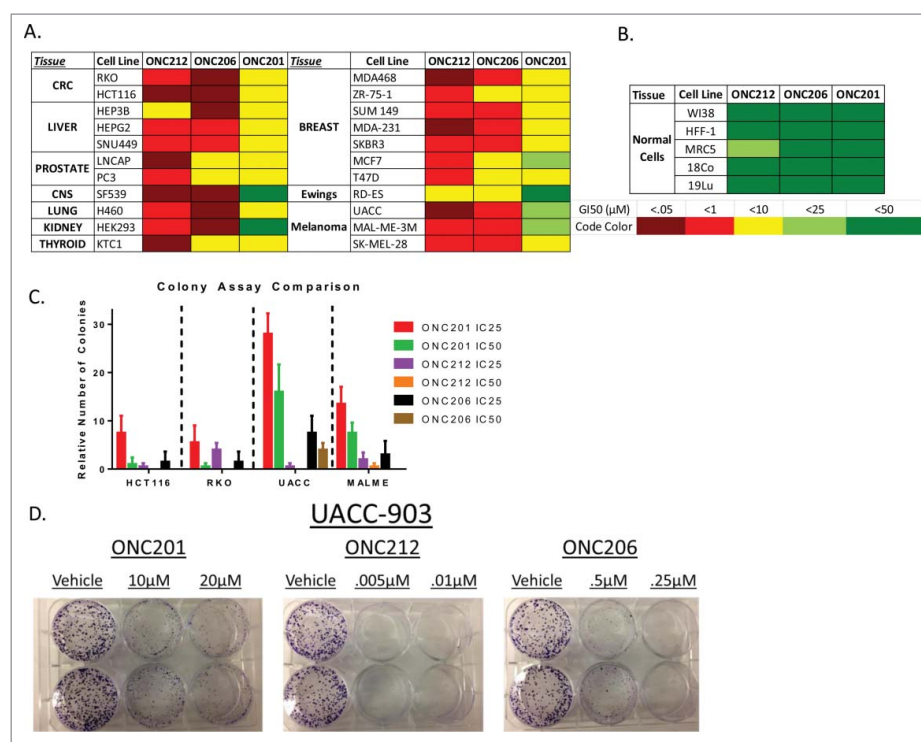 A.
Tissue Cell Line ONC212 ONC206 ONC201 Tissue Cell Line ONC212 ONC206 ONC201
CRC RKO BREAST MDA468
HCT116 ZR-75-1
LIVER HEP3B SUM 149
HEPG2 MDA-231
SNU449 SKBR3
PROSTATE LNCAP MCF7
PC3 T47D
CNS SF539 Ewings RD-ES
LUNG H460 Melanoma UACC
KIDNEY HEK293 MAL-ME-3M
THYROID KTC1 SK-MEL-28
B.
Tissue Cell Line ONC212 ONC206 ONC201
Normal Cells WI38
HFF-1
MRC5
18Co
19Lu
GI50 (µM) <.05 <1 <10 <25 <50
Code Color
C.
Colony Assay Comparison
Relative Number of Colonies
30
20
10
0
HCT116 RKO UACC MALME
ONC201 IC25
ONC201 IC50
ONC212 IC25
ONC212 IC50
ONC206 IC25
ONC206 IC50
D.
UACC-903
ONC201 ONC212 ONC206
Vehicle 10µM 20µM Vehicle .005µM .01µM Vehicle .5µM .25µM